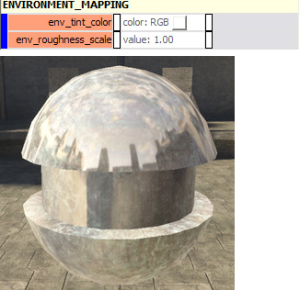 ENVIRONMENT_MAPPING
env_tint_color color: RGB
env_roughness_scale value: 1.00